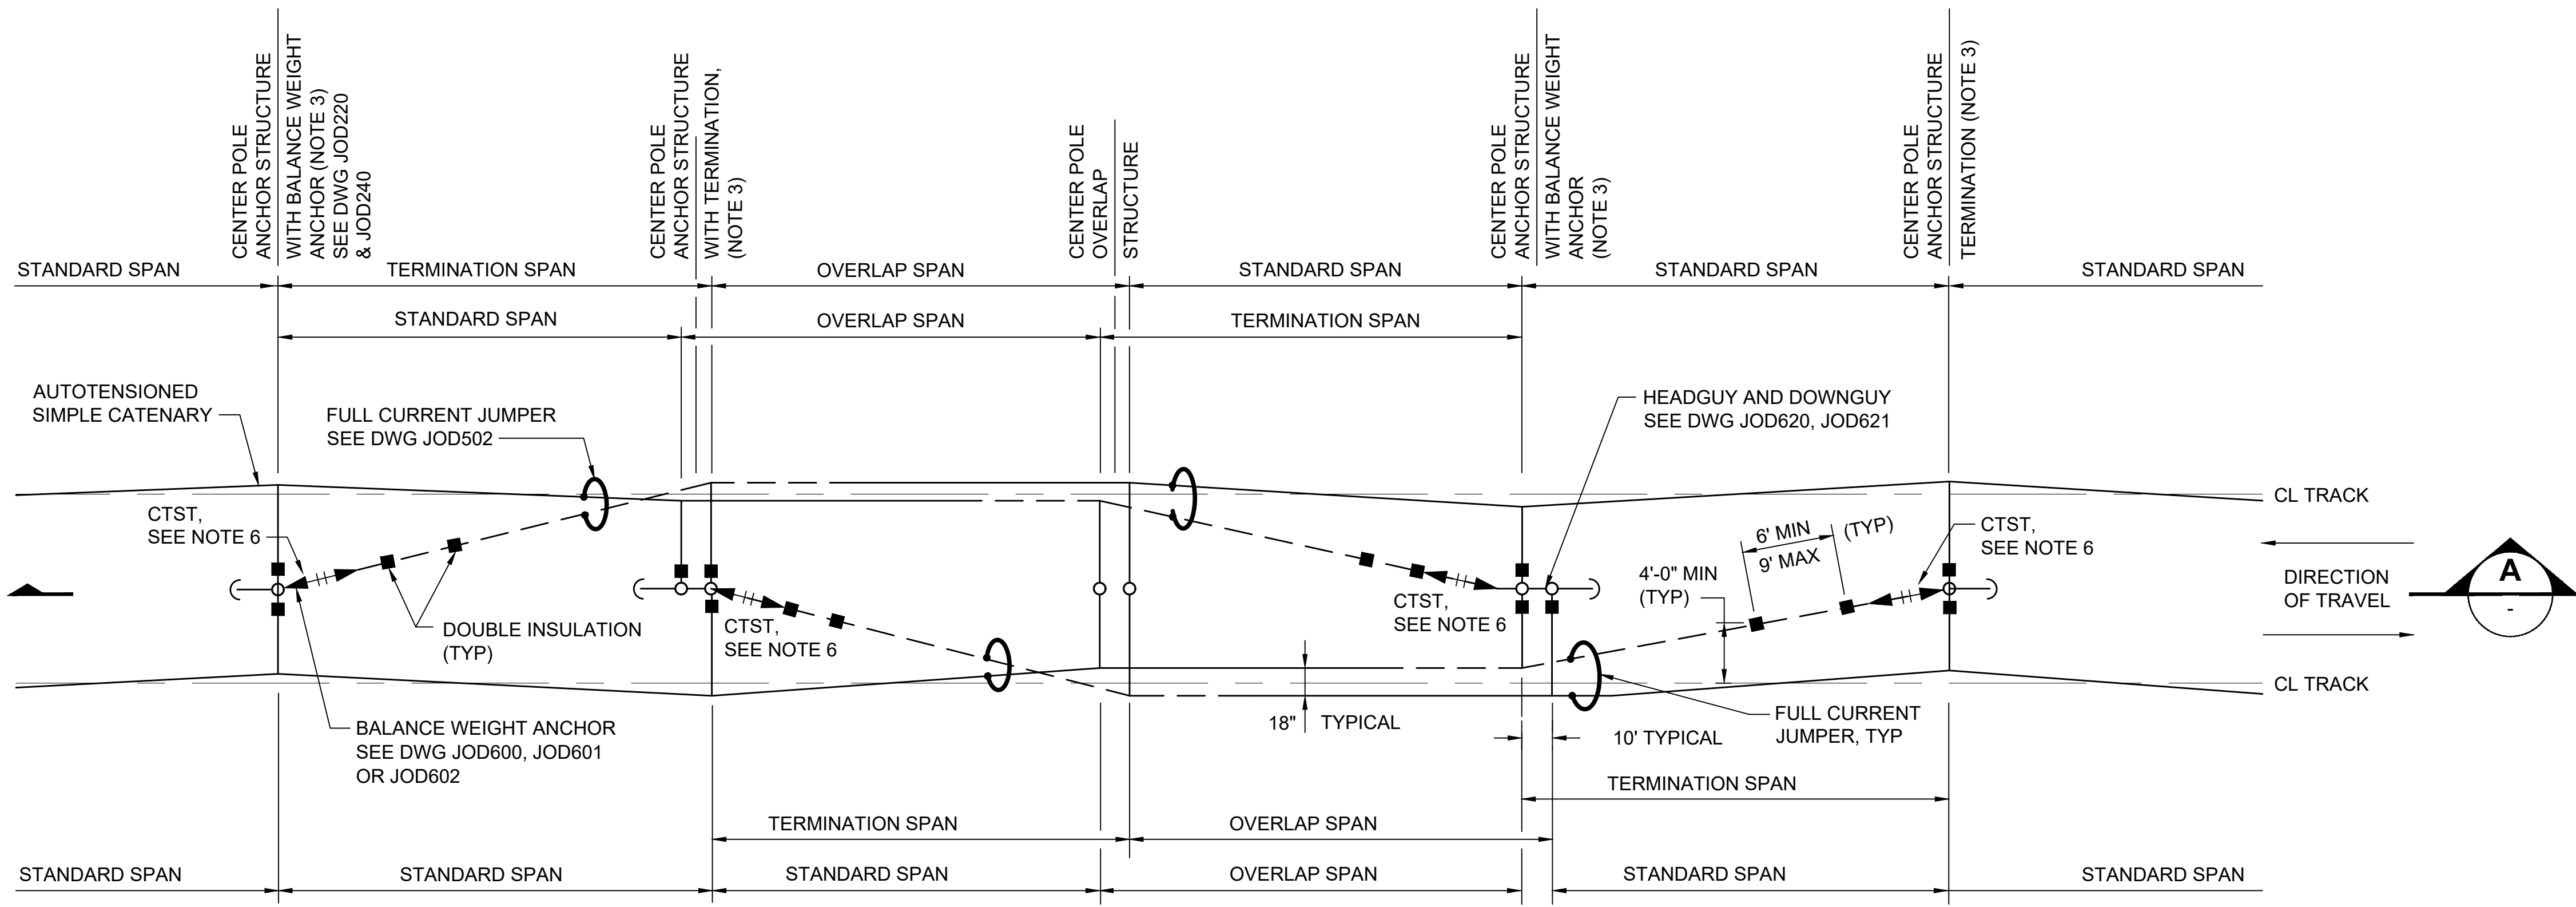 CENTER POLE
ANCHOR STRUCTURE
WITH BALANCE WEIGHT
ANCHOR (NOTE 3)
SEE DWG JOD220
& JOD240
CENTER POLE
ANCHOR STRUCTURE
WITH TERMINATION,
(NOTE 3)
CENTER POLE
OVERLAP
STRUCTURE
CENTER POLE
ANCHOR STRUCTURE
WITH BALANCE WEIGHT
ANCHOR
(NOTE 3)
CENTER POLE
ANCHOR STRUCTURE
TERMINATION (NOTE 3)
STANDARD SPAN
TERMINATION SPAN
OVERLAP SPAN
STANDARD SPAN
STANDARD SPAN
STANDARD SPAN
STANDARD SPAN
OVERLAP SPAN
TERMINATION SPAN
AUTOTENSIONED
SIMPLE CATENARY
FULL CURRENT JUMPER
SEE DWG JOD502
HEADGUY AND DOWNGUY
SEE DWG JOD620, JOD621
CL TRACK
CTST,
SEE NOTE 6
6' MIN
9' MAX
(TYP)
CTST,
SEE NOTE 6
4'-0" MIN
(TYP)
DIRECTION
OF TRAVEL
A
-
CTST,
SEE NOTE 6
CTST,
SEE NOTE 6
DOUBLE INSULATION
(TYP)
CL TRACK
BALANCE WEIGHT ANCHOR
SEE DWG JOD600, JOD601
OR JOD602
18" TYPICAL
10' TYPICAL
FULL CURRENT
JUMPER, TYP
TERMINATION SPAN
TERMINATION SPAN
OVERLAP SPAN
STANDARD SPAN
STANDARD SPAN
STANDARD SPAN
OVERLAP SPAN
STANDARD SPAN
STANDARD SPAN